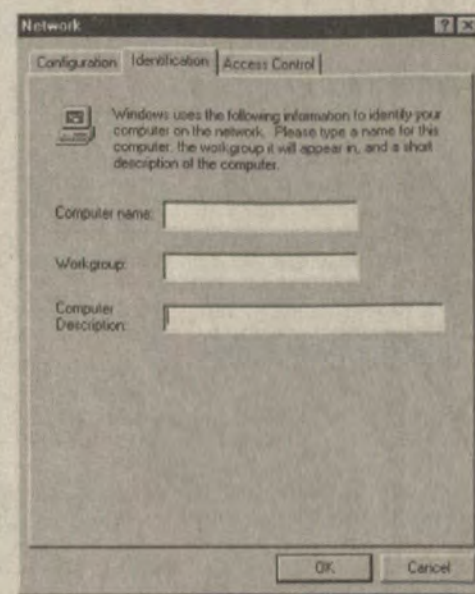 Network
Configuration Identification Access Control
Windows uses the following information to identify your
computer on the network. Please type a name for this
computer, the workgroup it will appear in, and a short
description of the computer.
Computer name:
Workgroup:
Computer
Description:
OK
Cancel